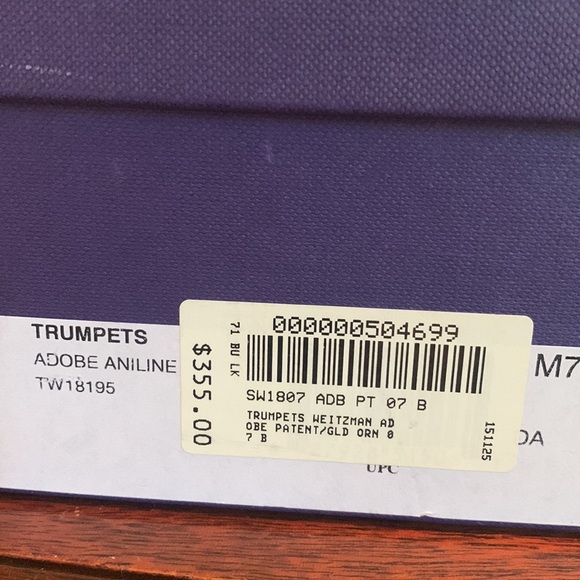 TRUMPETS
ADOBE ANILINE
TW18195
M7
DA
UPC
$355.00
71 BU LK
000000504699
SW1807 ADB PT 07 B
TRUMPETS WEITZMAN AD
OBE PATENT/GLD ORN 0
7 B
151125